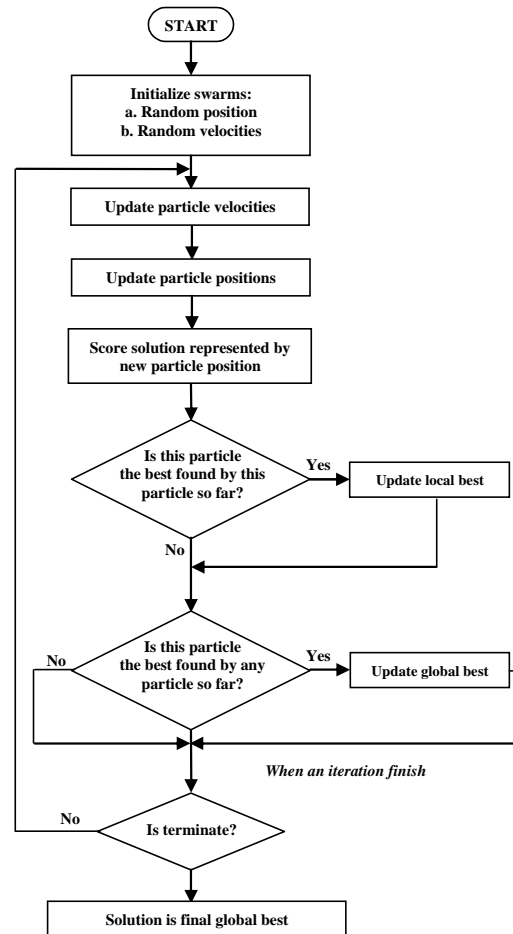 START
Initialize swarms:
a. Random position
b. Random velocities
Update particle velocities
Update particle positions
Score solution represented by
new particle position
Is this particle
the best found by this
particle so far?
Yes
Update local best
No
Is this particle
the best found by any
particle so far?
No
Yes
Update global best
When an iteration finish
Is terminate?
No
Solution is final global best